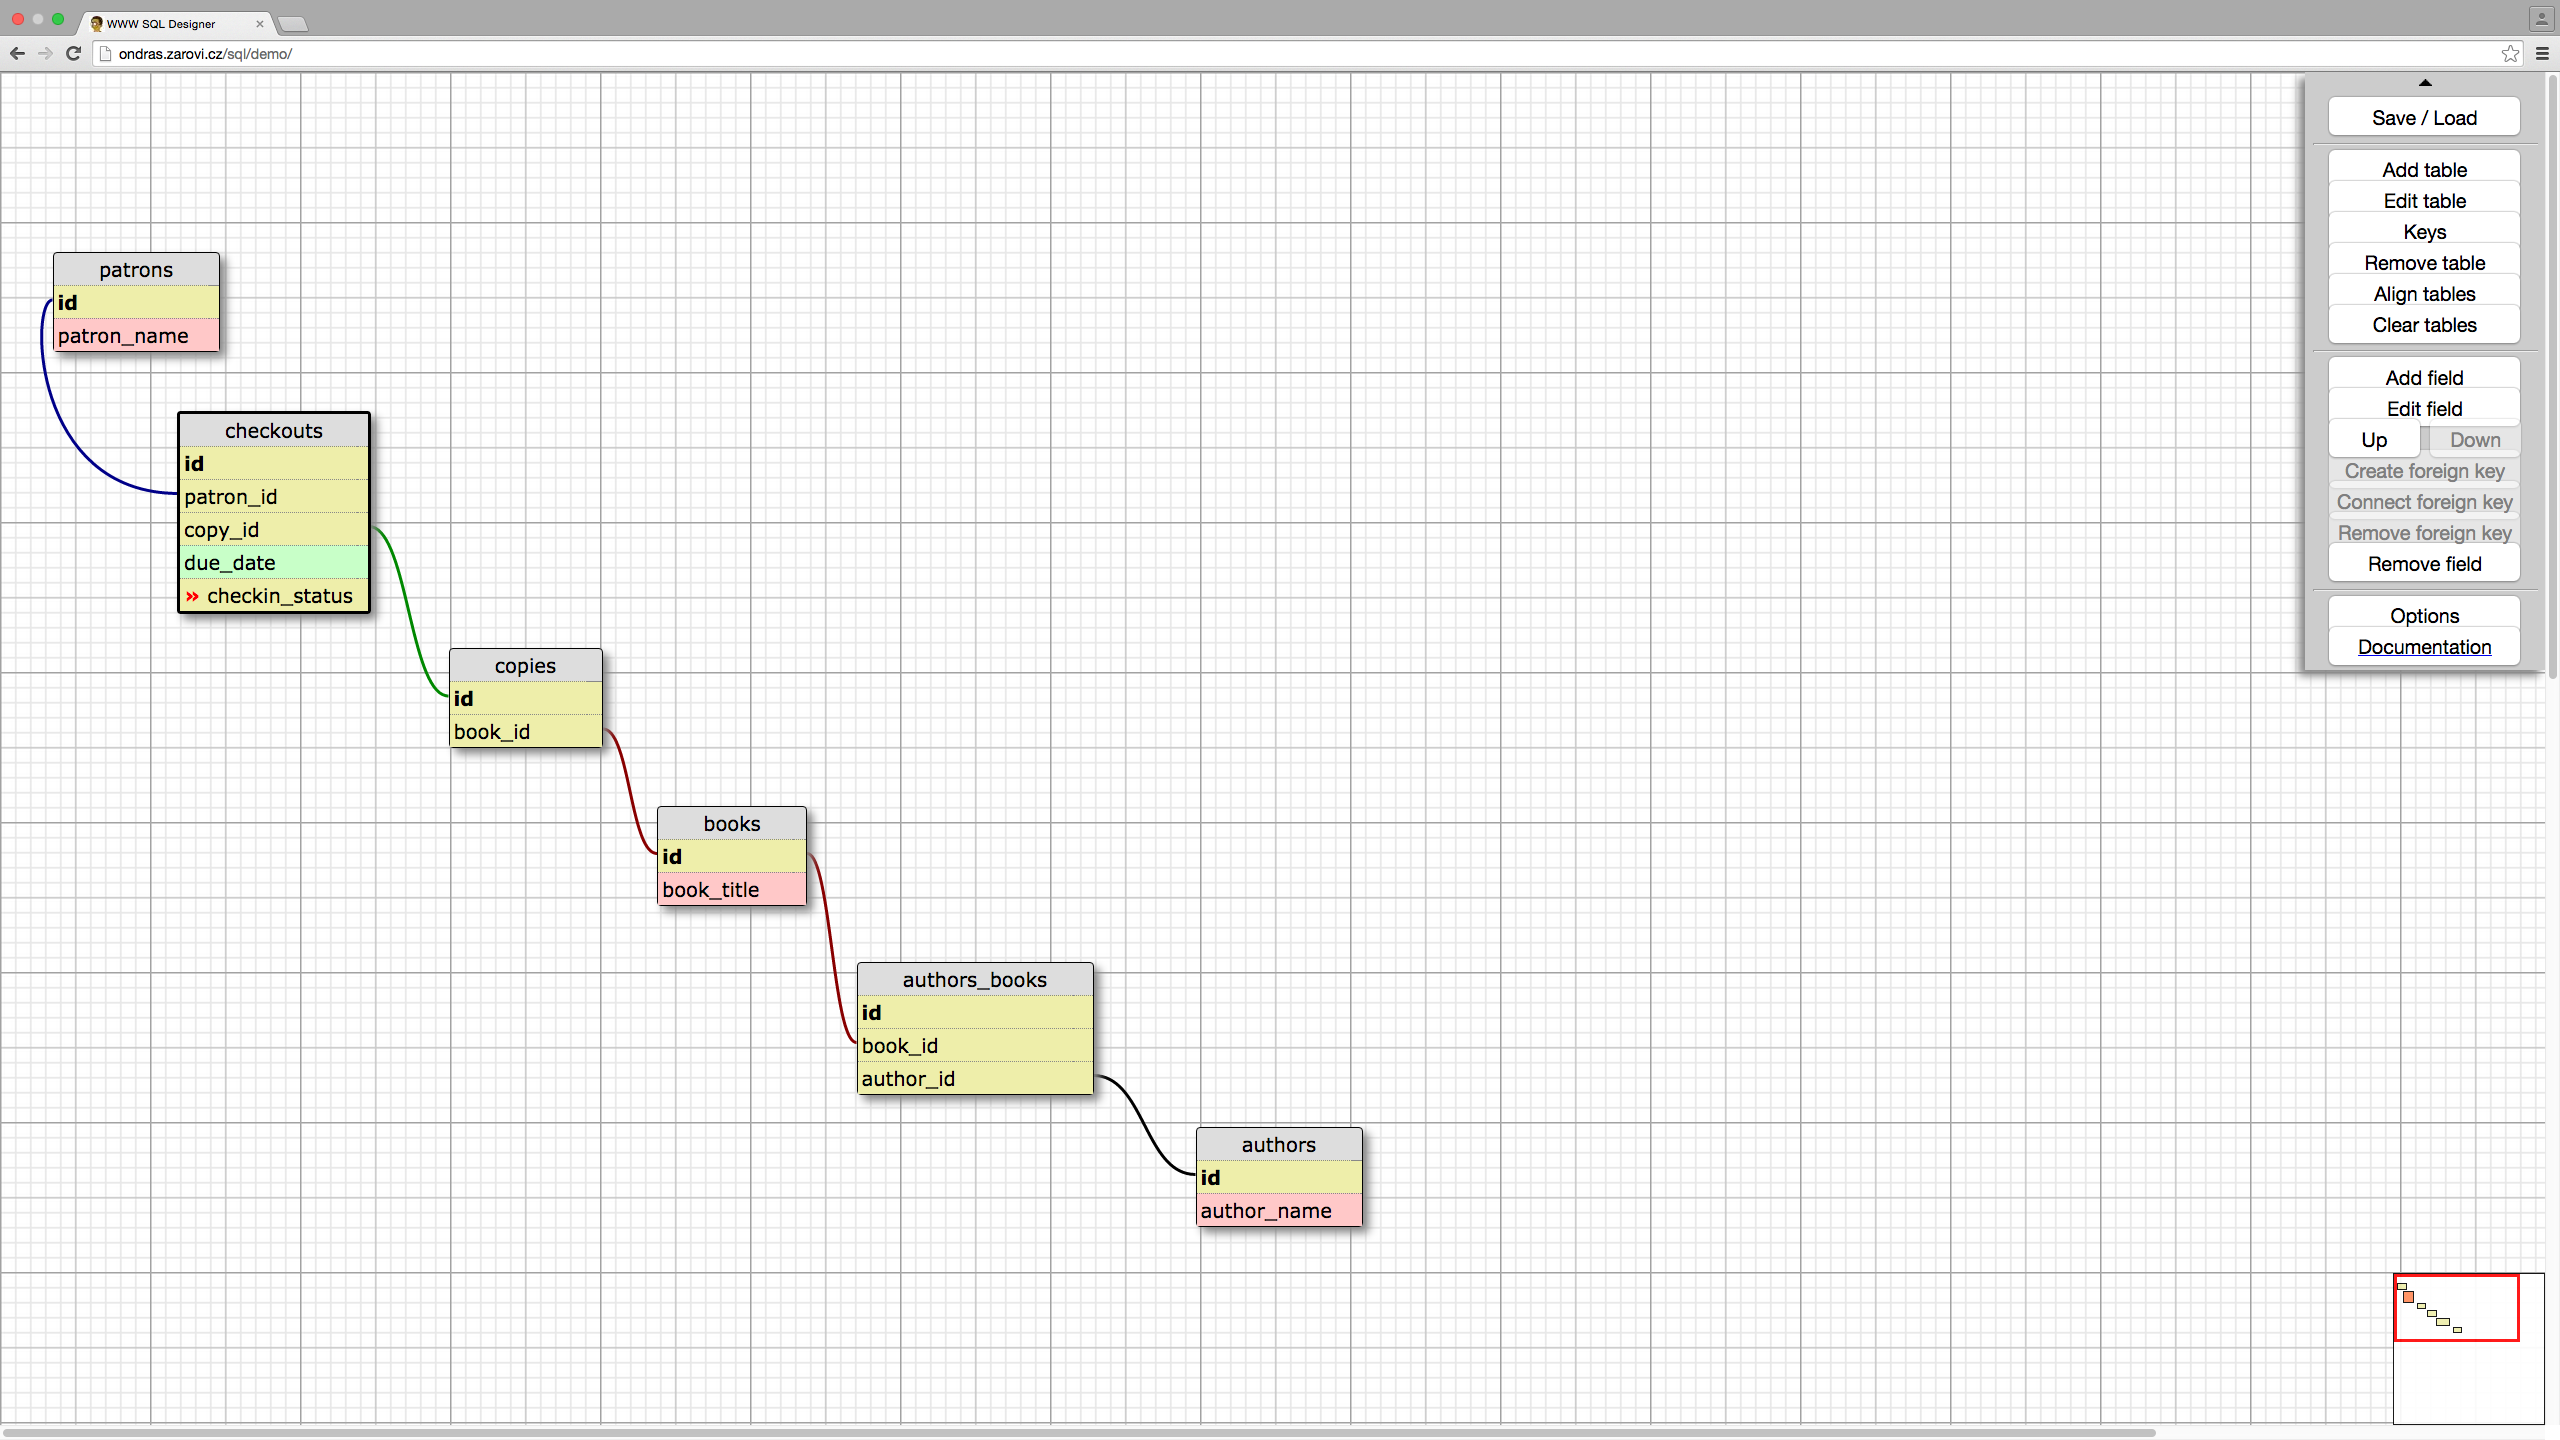 WWW SQL Designer
ondras.zarovi.cz/sql/demo/
Save / Load
Add table
Edit table
Keys
Remove table
Align tables
Clear tables
Add field
Edit field
Up Down
Create foreign key
Connect foreign key
Remove foreign key
Remove field
Options
Documentation
patrons
id
patron_name
checkouts
id
patron_id
copy_id
due_date
» checkin_status
copies
id
book_id
books
id
book_title
authors_books
id
book_id
author_id
authors
id
author_name